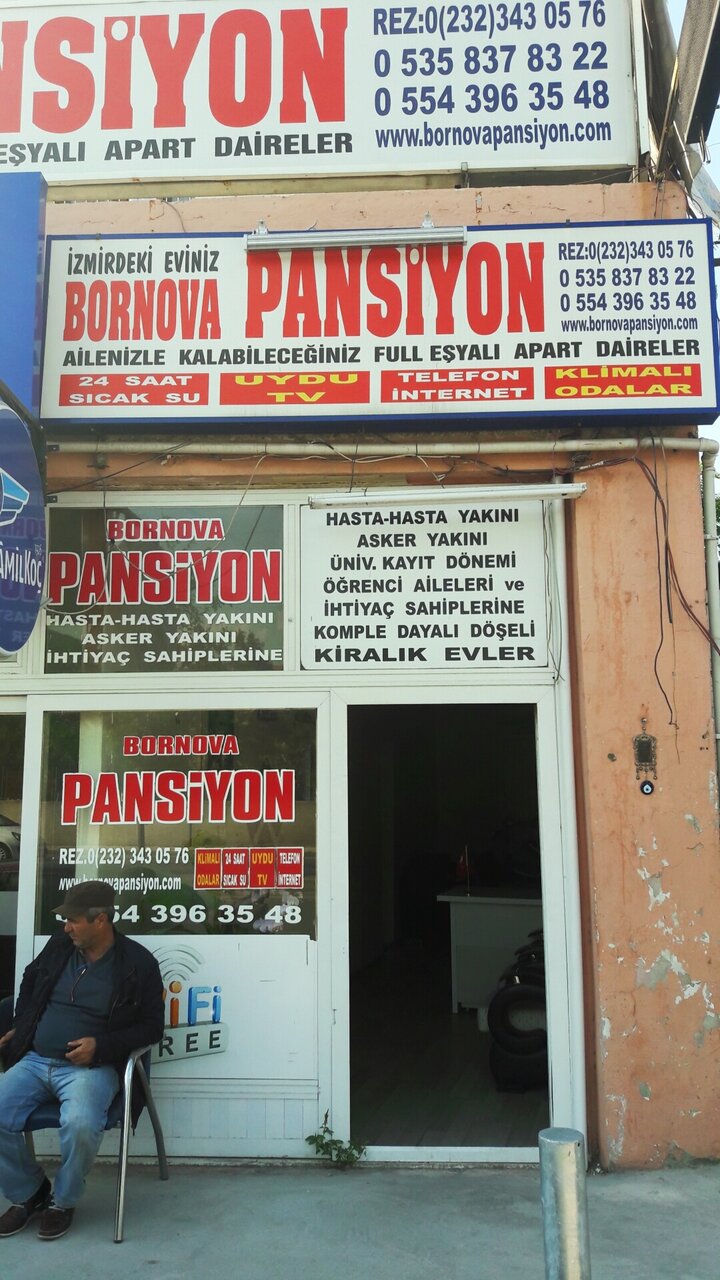 NSİYON
EŞYALI APART DAİRELER
REZ:0(232)343 05 76
0 535 837 83 22
0 554 396 35 48
www.bornovapansiyon.com
İZMİRDEKİ EVİNİZ
BORNOVA PANSİYON
REZ:0(232)343 05 76
0 535 837 83 22
0 554 396 35 48
www.bornovapansiyon.com
AİLENİZLE KALABİLECEĞİNİZ FULL EŞYALI APART DAİRELER
24 SAAT
SICAK SU
UYDU
TV
TELEFON
İNTERNET
KLİMALI
ODALAR
ÂMİLKOÇ
BORNOVA
PANSİYON
HASTA-HASTA YAKINI
ASKER YAKINI
İHTİYAÇ SAHİPLERİNE
HASTA-HASTA YAKINI
ASKER YAKINI
ÜNİV. KAYIT DÖNEMİ
ÖĞRENCİ AİLELERİ ve
İHTİYAÇ SAHİPLERİNE
KOMPLE DAYALI DÖŞELİ
KİRALIK EVLER
BORNOVA
PANSİYON
REZ.0(232) 343 05 76
www.bornovapansiyon.com
KLİMALI
ODALAR
24 SAAT
SICAK SU
UYDU
TV
TELEFON
İNTERNET
54 396 35 48
iFi
REE